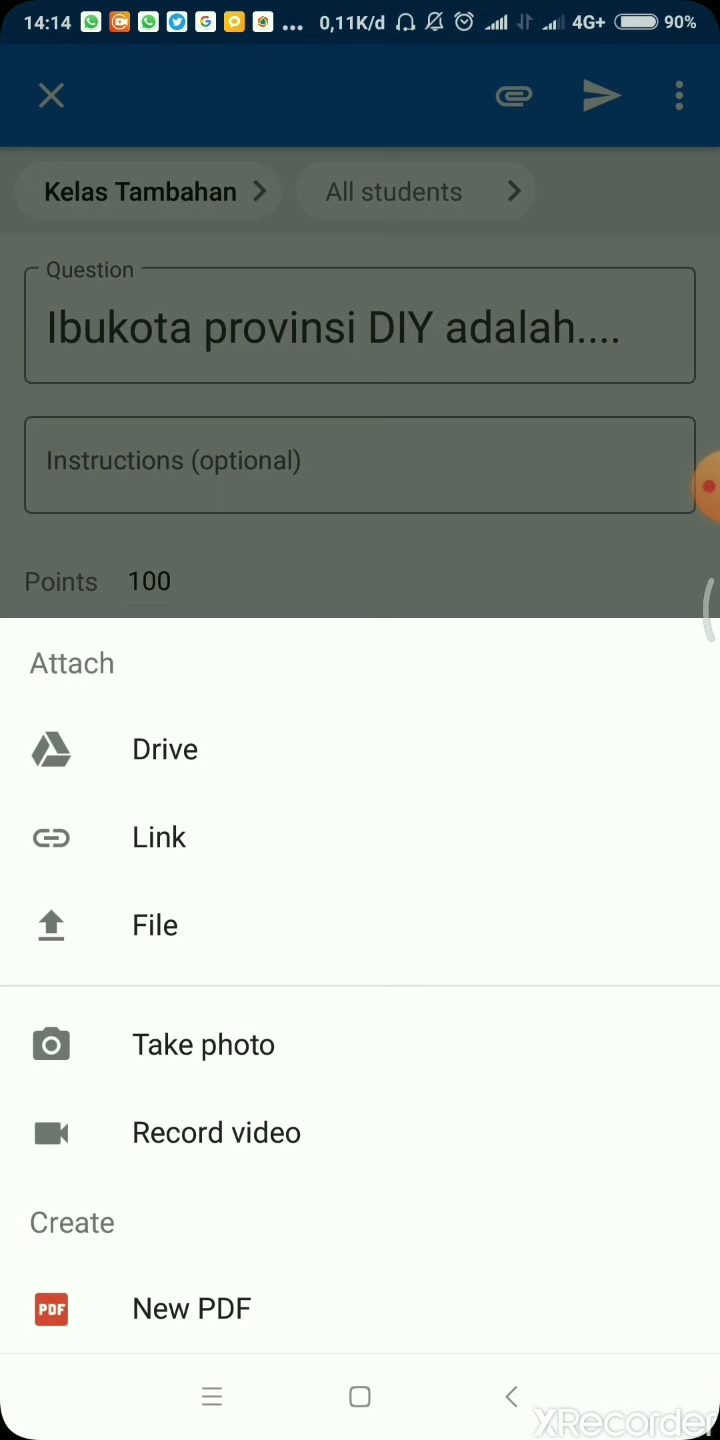 14:14 ... 0,11K/d 4G+ 90%
Kelas Tambahan All students
Question
Ibukota provinsi DIY adalah....
Instructions (optional)
Points 100
Attach
Drive
Link
File
Take photo
Record video
Create
PDF New PDF
XRecorder